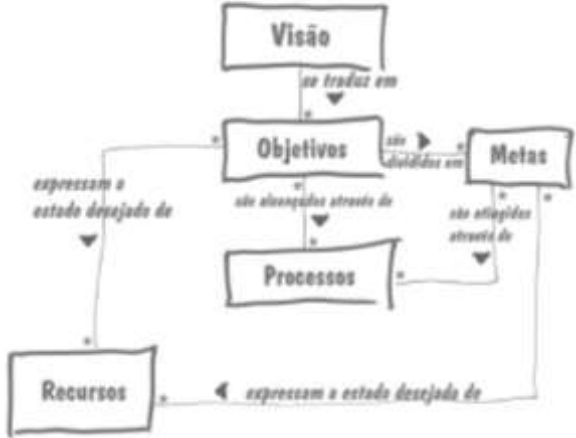 Visão
se traduz em
Objetivos
são
divididos em
Metas
expressam o
estado desejado de
são alcançados através de
são atingidas
através de
Processos
Recursos
expressam o estado desejado de